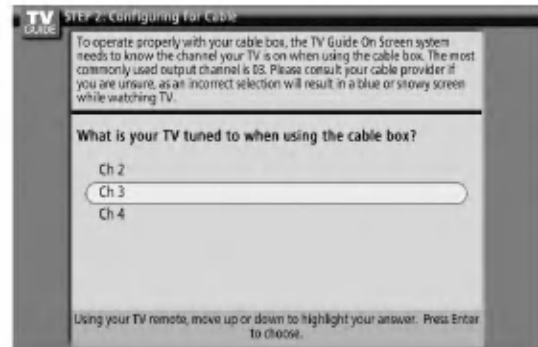 TV
GUIDE
STEP 2: Configuring for Cable
To operate properly with your cable box, the TV Guide On Screen system
needs to know the channel your TV is on when using the cable box. The most
commonly used output channel is 03. Please consult your cable provider if
you are unsure, as an incorrect selection will result in a blue or snowy screen
while watching TV.
What is your TV tuned to when using the cable box?
Ch 2
Ch 3
Ch 4
Using your TV remote, move up or down to highlight your answer. Press Enter
to choose.